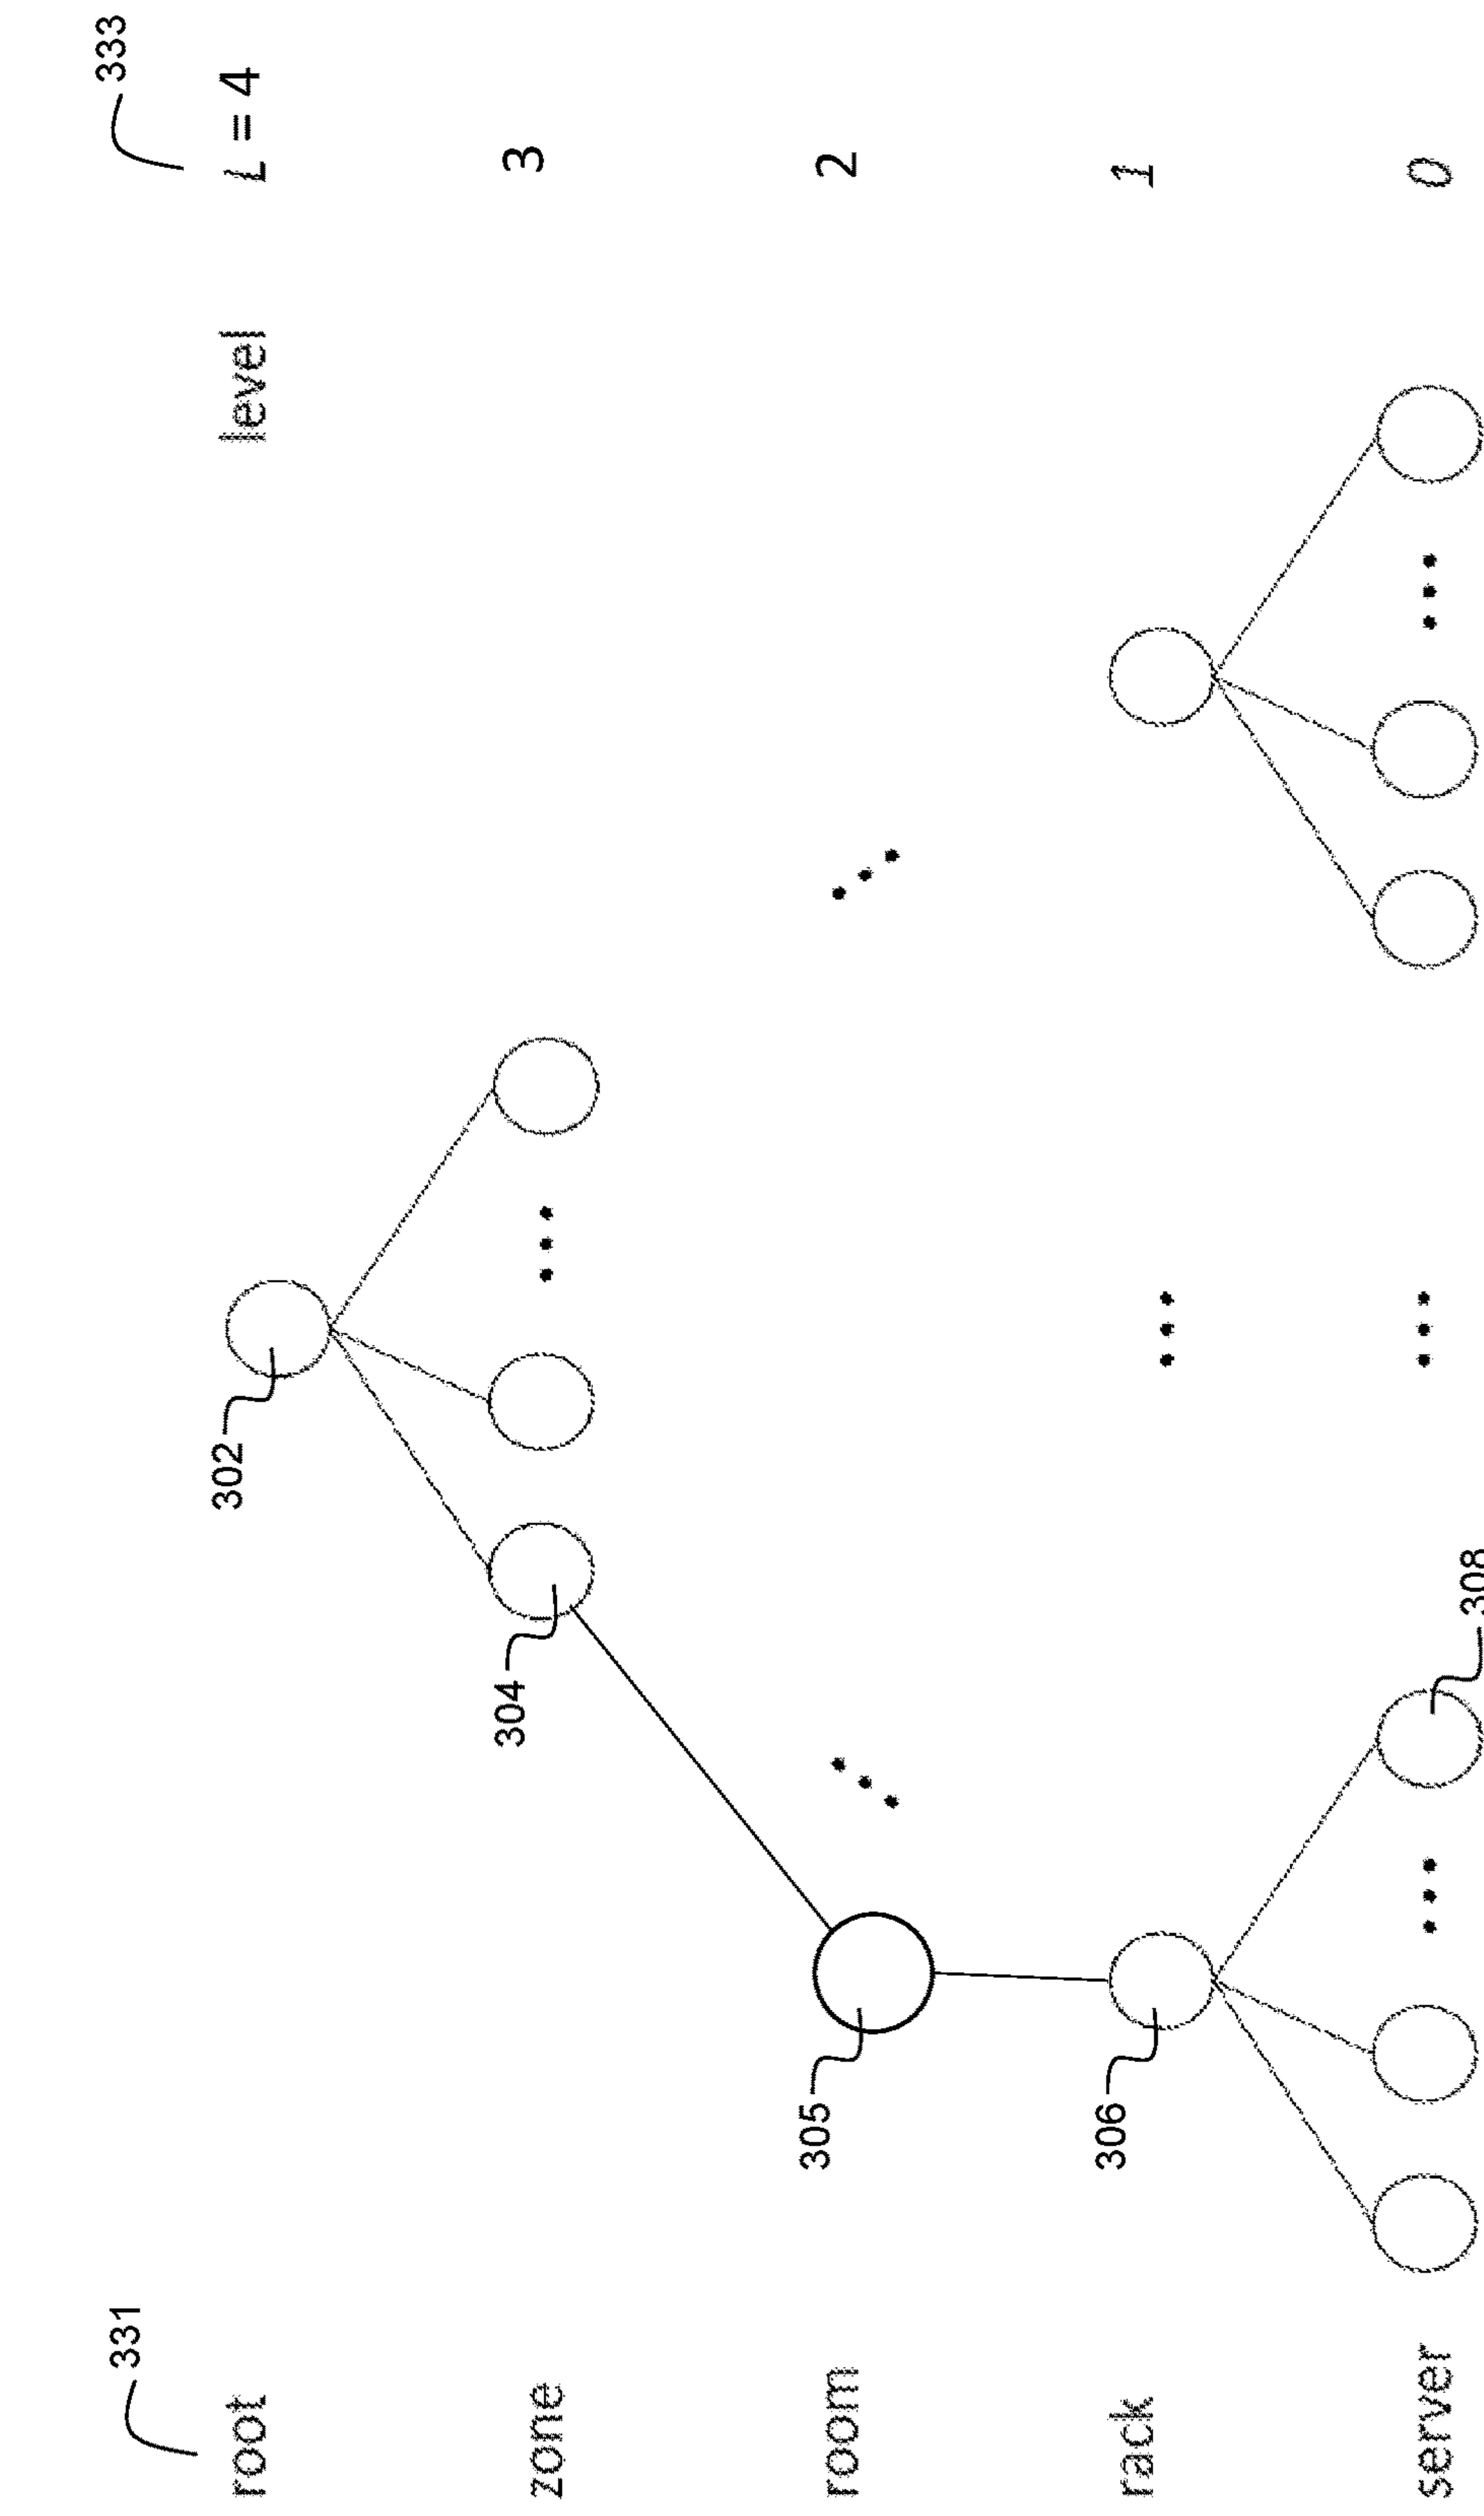 331
333
root
level
L = 4
302
zone
304
3
room
305
2
rack
306
1
server
308
0